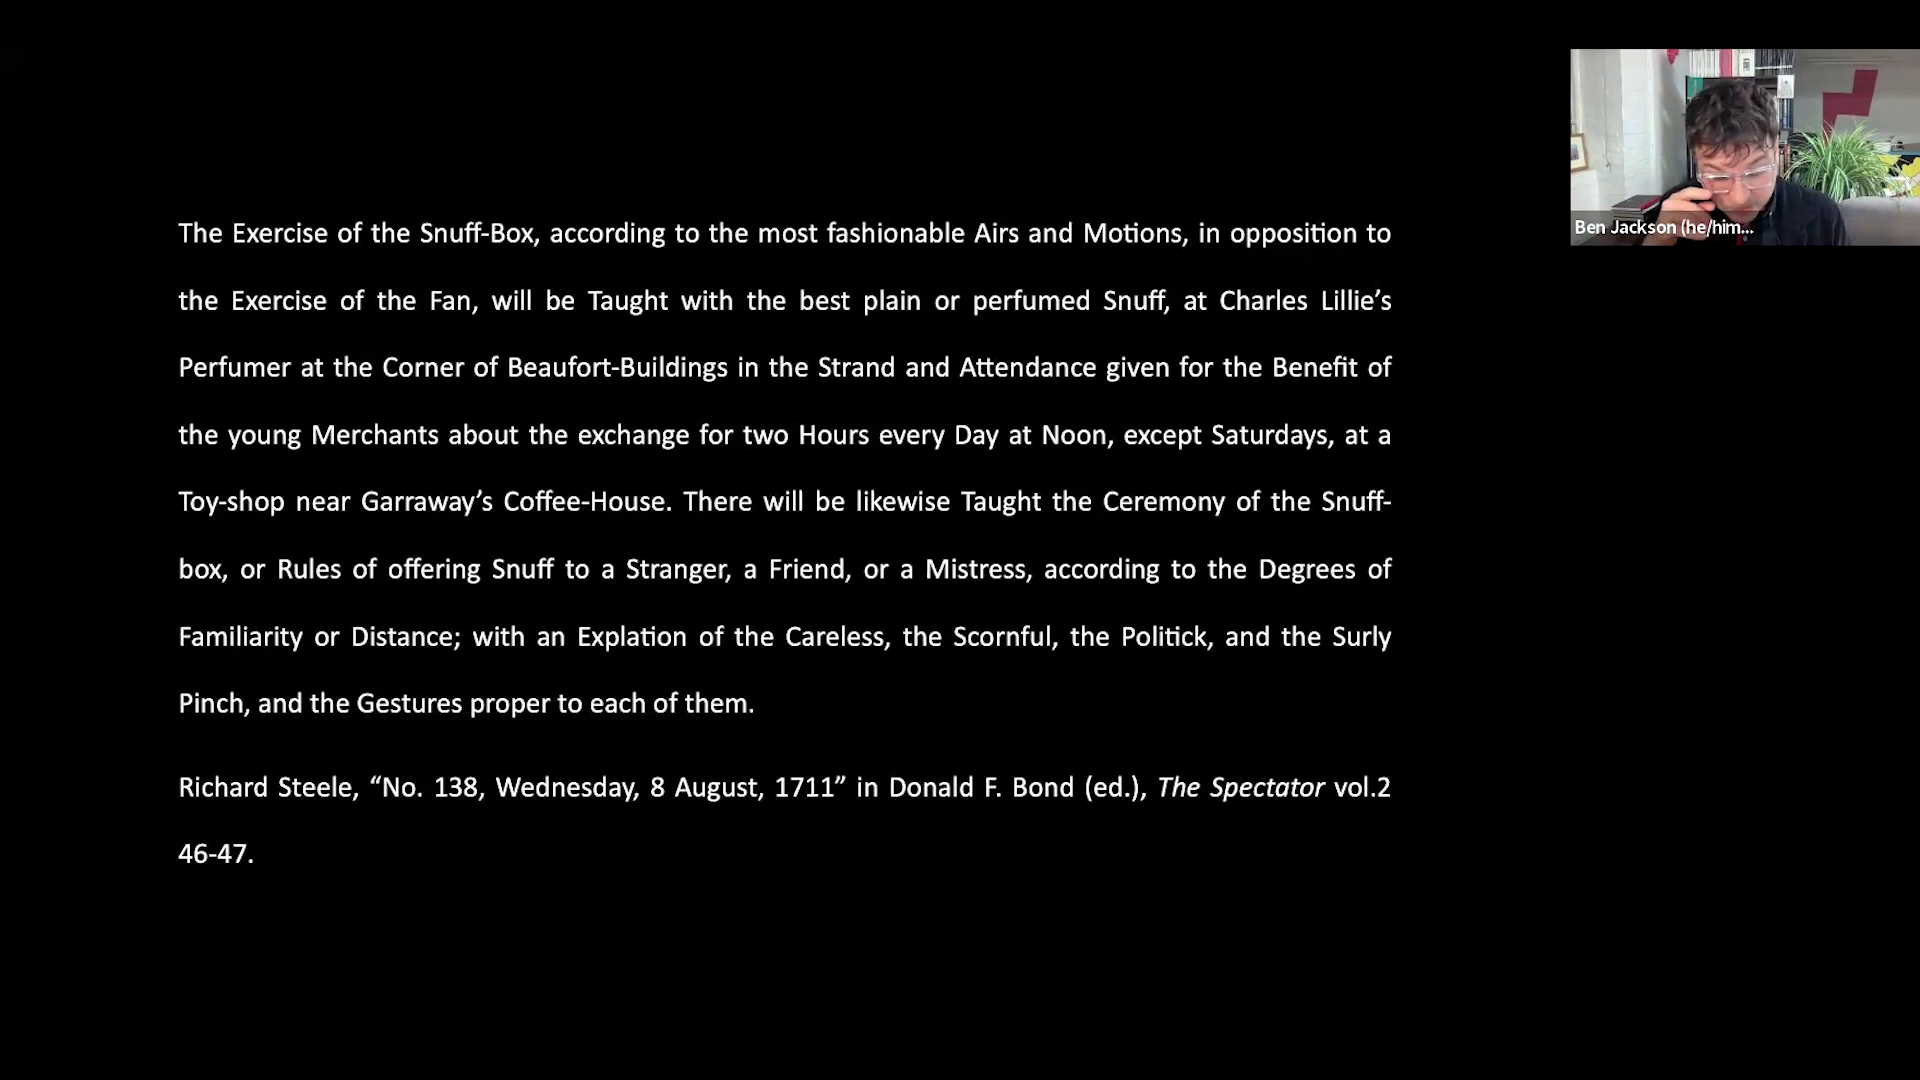 The Exercise of the Snuff-Box, according to the most fashionable Airs and Motions, in opposition to
the Exercise of the Fan, will be Taught with the best plain or perfumed Snuff, at Charles Lillie’s
Perfumer at the Corner of Beaufort-Buildings in the Strand and Attendance given for the Benefit of
the young Merchants about the exchange for two Hours every Day at Noon, except Saturdays, at a
Toy-shop near Garraway’s Coffee-House. There will be likewise Taught the Ceremony of the Snuff-
box, or Rules of offering Snuff to a Stranger, a Friend, or a Mistress, according to the Degrees of
Familiarity or Distance; with an Explation of the Careless, the Scornful, the Politick, and the Surly
Pinch, and the Gestures proper to each of them.
Richard Steele, “No. 138, Wednesday, 8 August, 1711” in Donald F. Bond (ed.), The Spectator vol.2
46-47.
Ben Jackson (he/him...